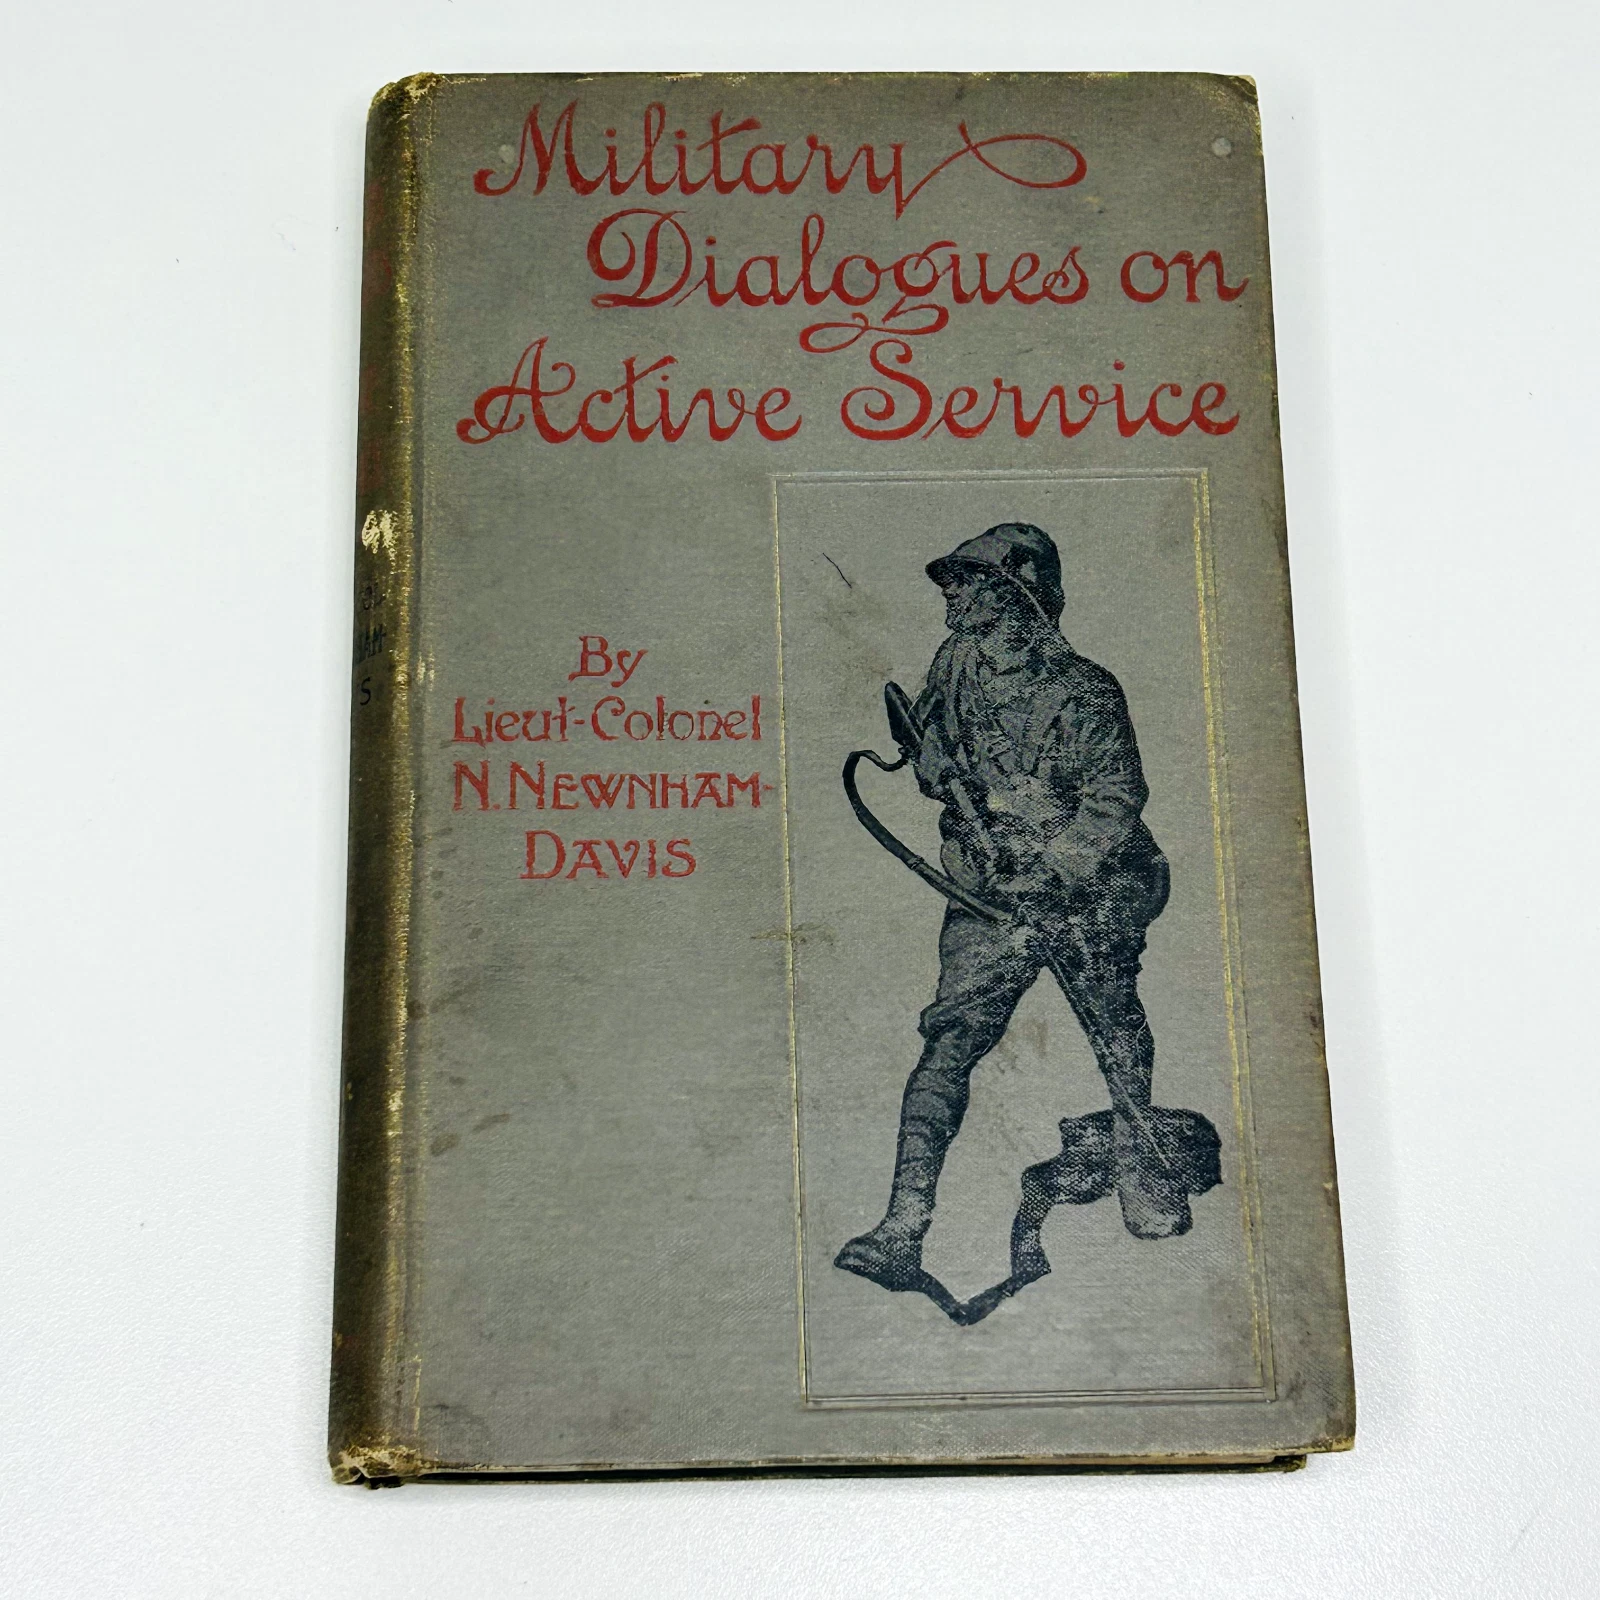 Military
Dialogues on
Active Service
By
Lieut-Colonel
N. NEWNHAM-
DAVIS